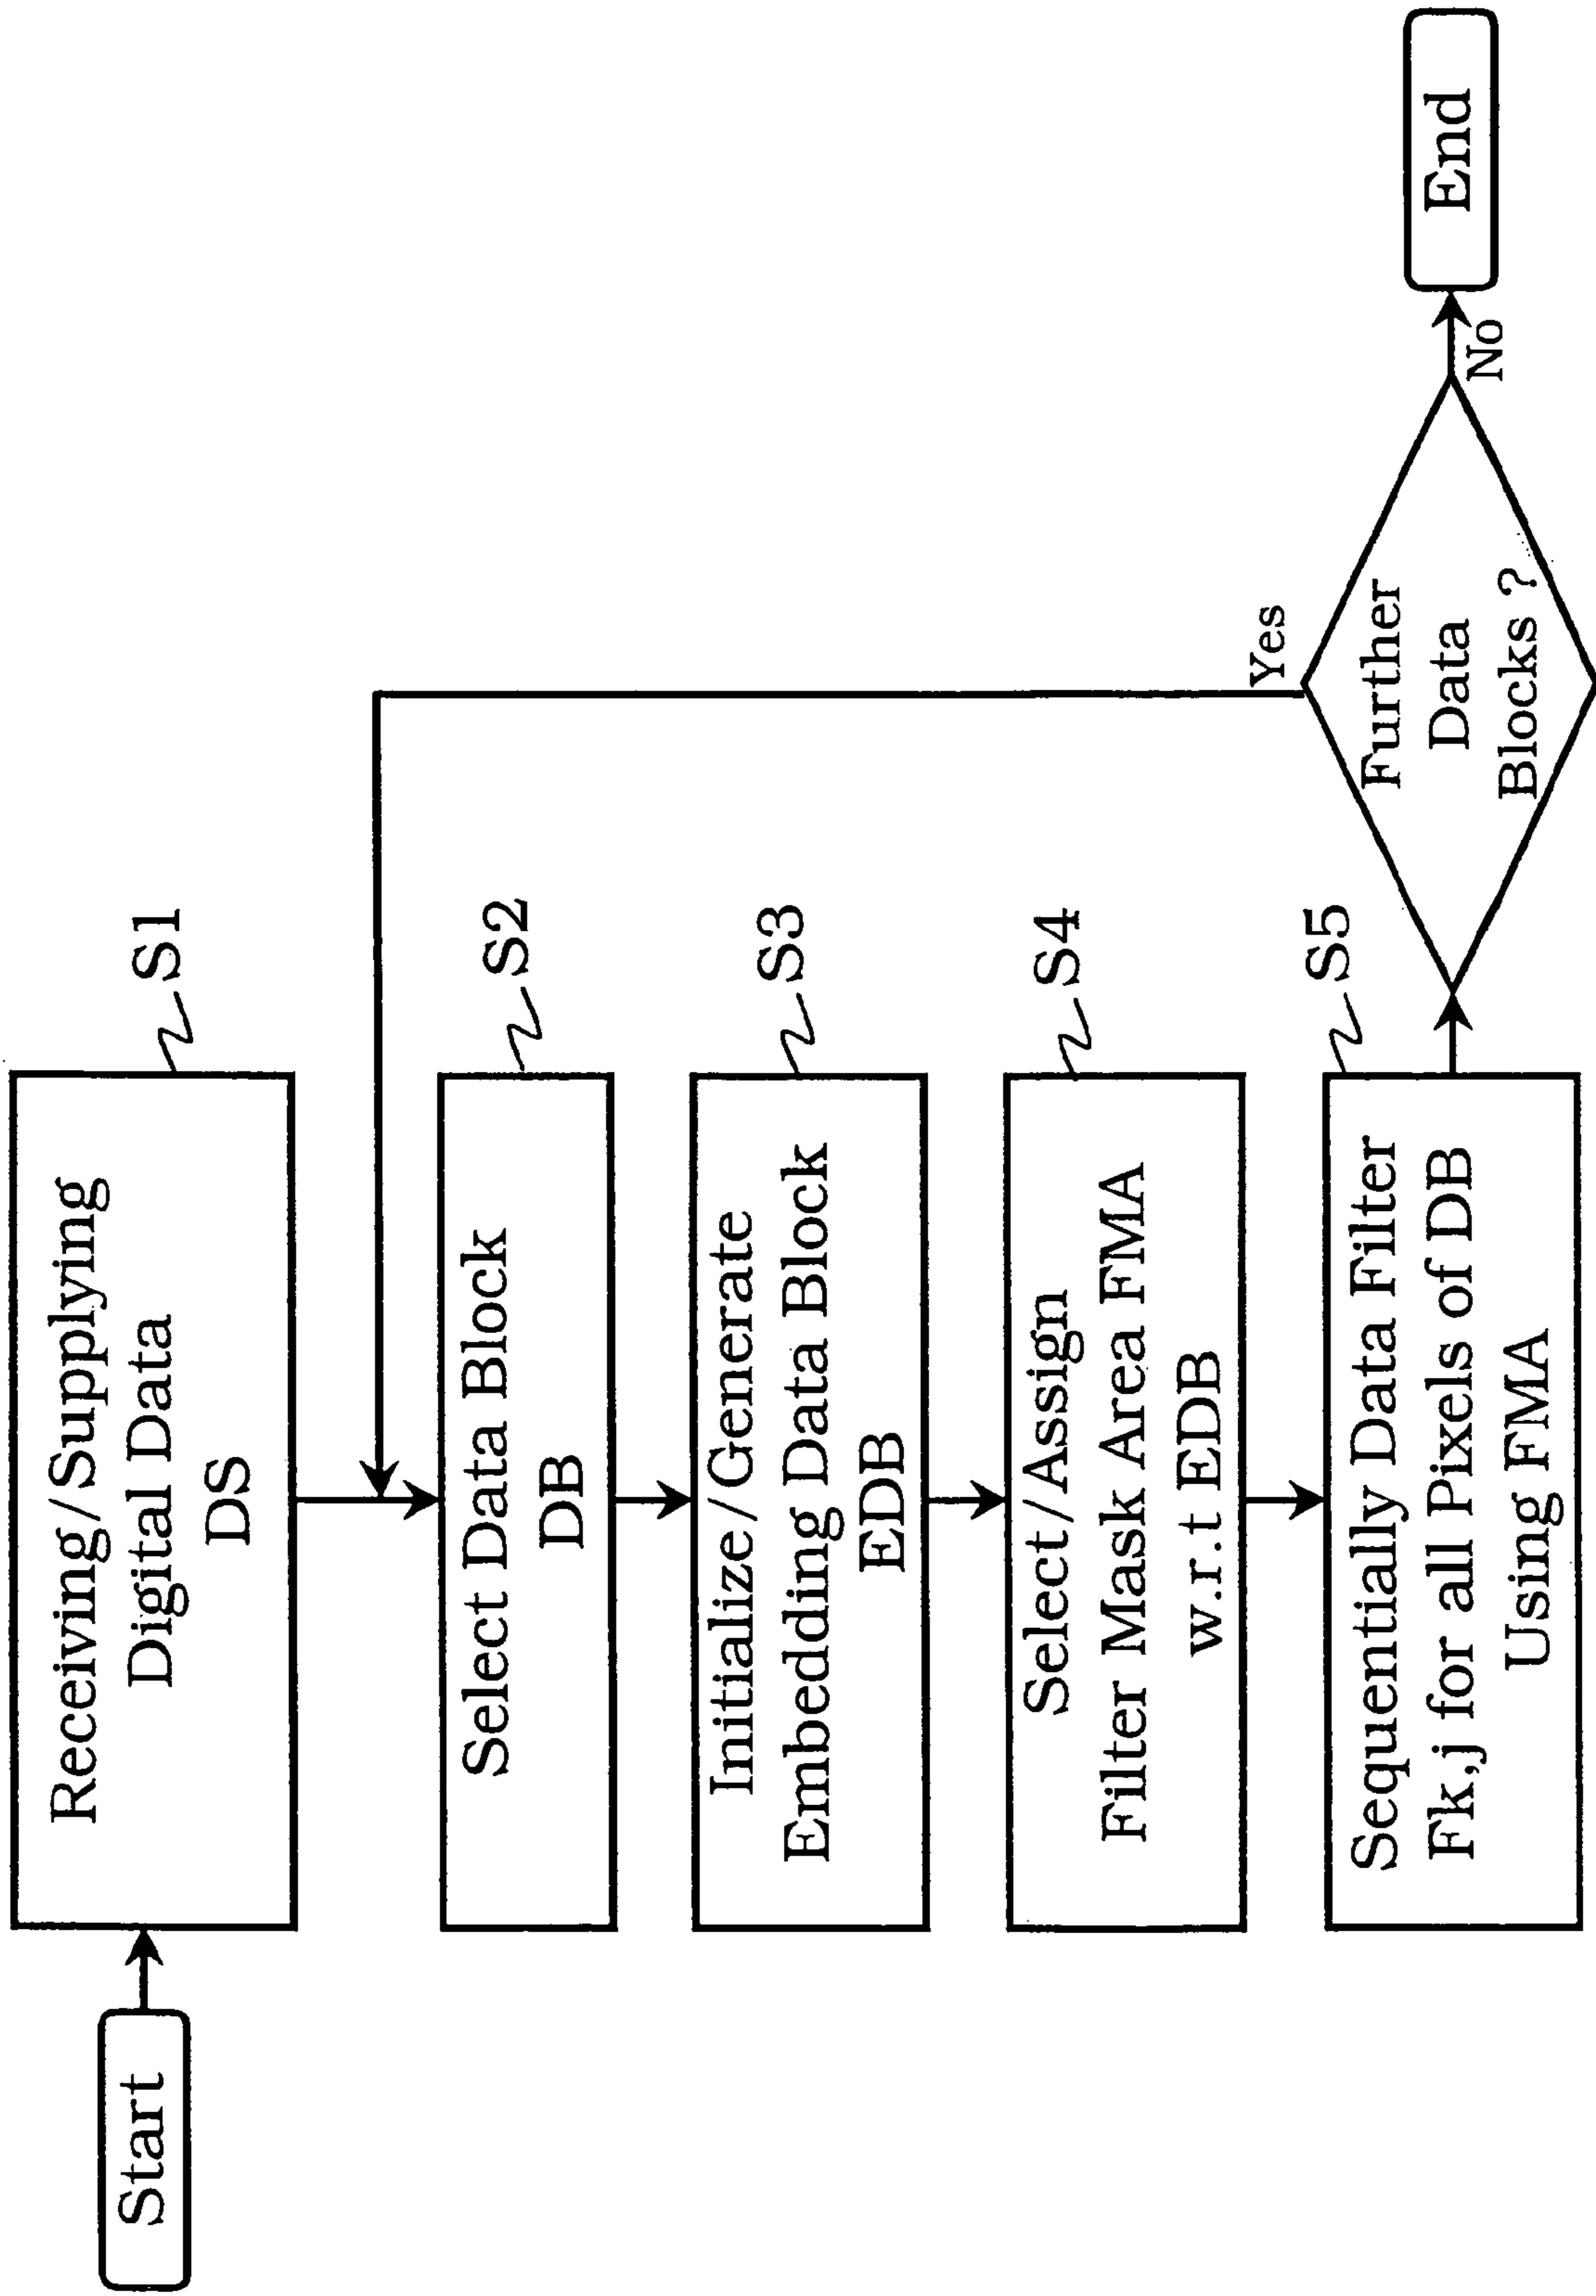 Start
Receiving/Supplying
Digital Data
DS
S1
Select Data Block
DB
S2
Initialize/Generate
Embedding Data Block
EDB
S3
Select/Assign
Filter Mask Area FMA
w.r.t EDB
S4
Sequentially Data Filter
Fk,j for all Pixels of DB
Using FMA
S5
Further
Data
Blocks ?
Yes
No
End